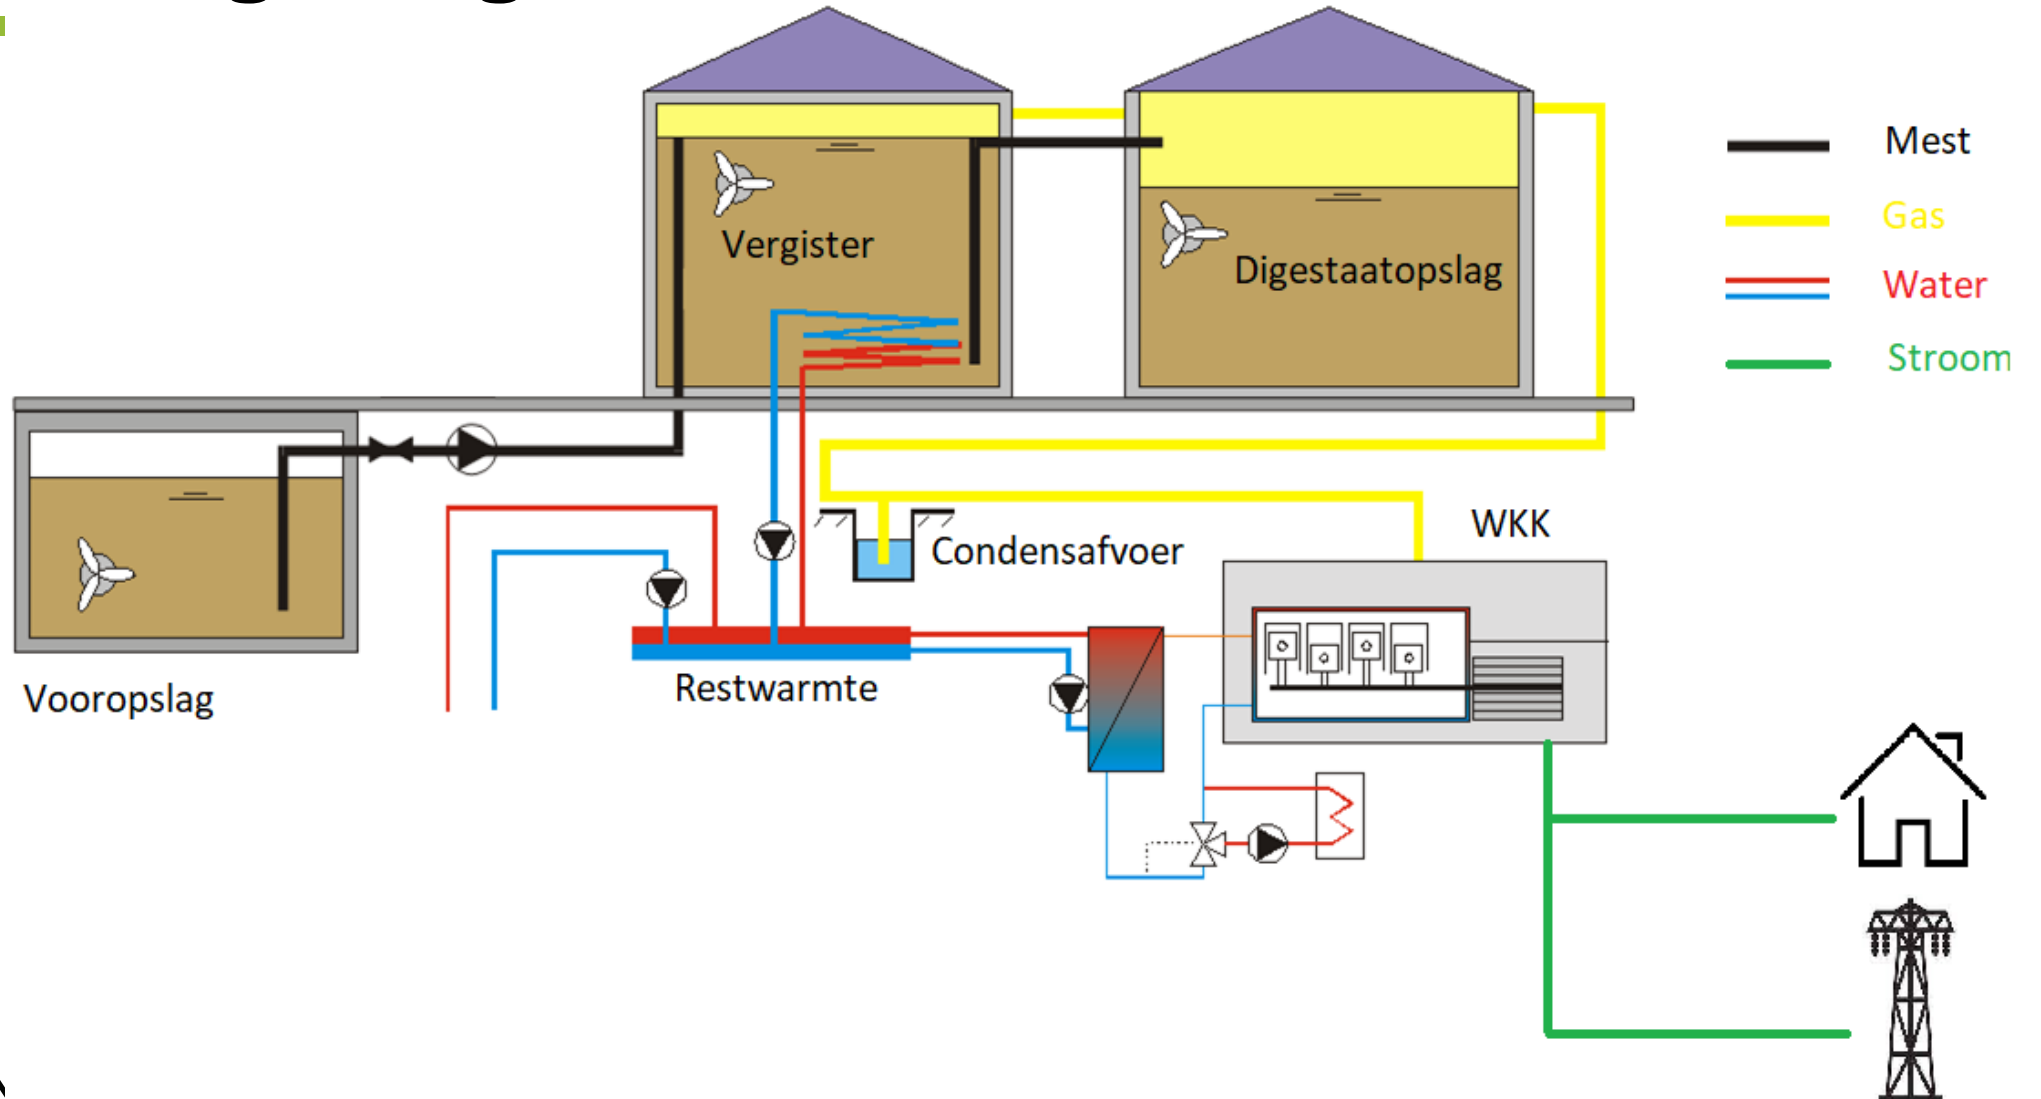 Vergister
Digestaatopslag
Mest
Gas
Water
Stroom
Vooropslag
Condensafvoer
WKK
Restwarmte